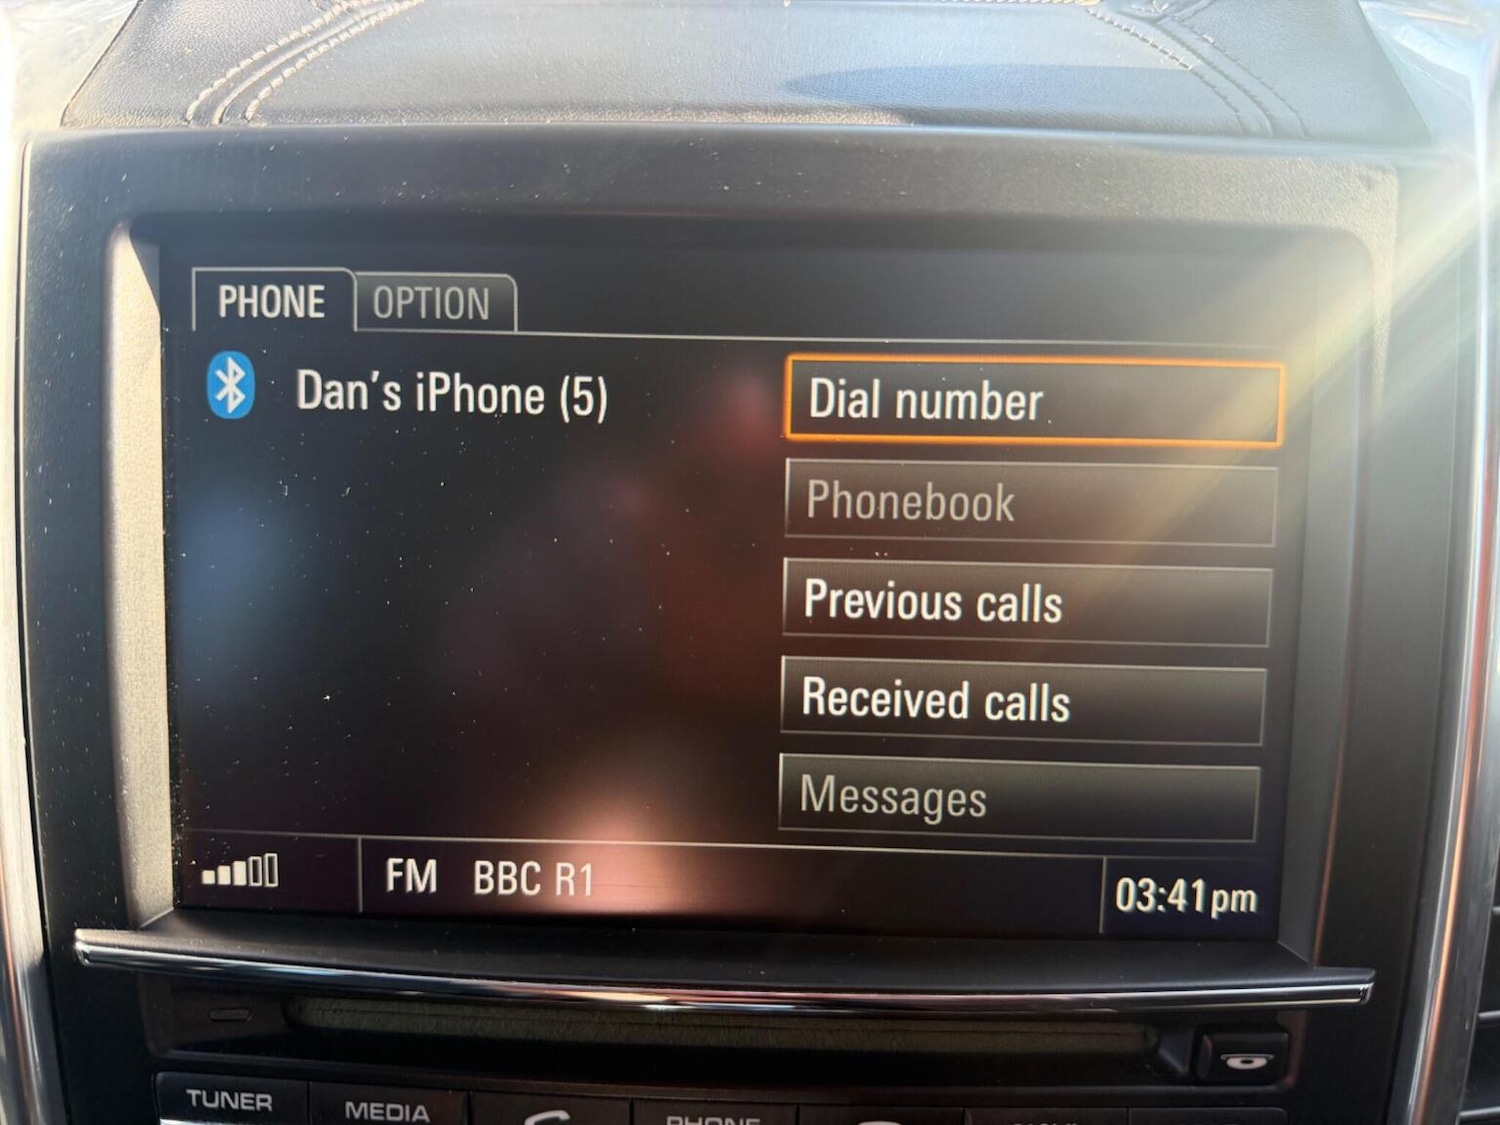 PHONE OPTION
Dan's iPhone (5)
Dial number
Phonebook
Previous calls
Received calls
Messages
FM BBC R1
03:41pm
TUNER
MEDIA
PHONE